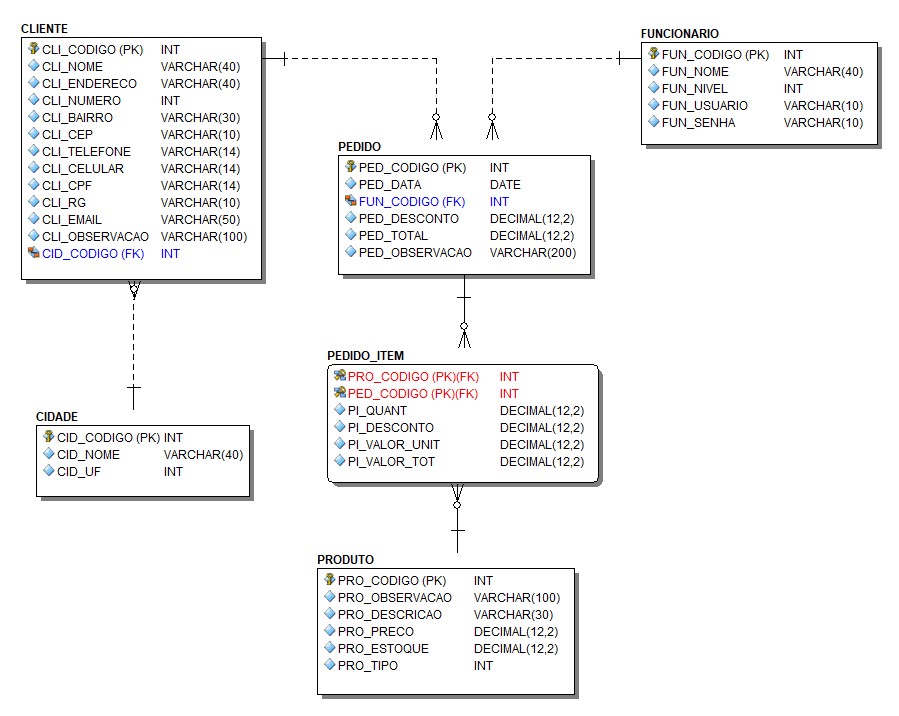 CLIENTE
CLI_CODIGO (PK) INT
CLI_NOME VARCHAR(40)
CLI_ENDERECO VARCHAR(40)
CLI_NUMERO INT
CLI_BAIRRO VARCHAR(30)
CLI_CEP VARCHAR(10)
CLI_TELEFONE VARCHAR(14)
CLI_CELULAR VARCHAR(14)
CLI_CPF VARCHAR(14)
CLI_RG VARCHAR(10)
CLI_EMAIL VARCHAR(50)
CLI_OBSERVACAO VARCHAR(100)
CID_CODIGO (FK) INT
FUNCIONARIO
FUN_CODIGO (PK) INT
FUN_NOME VARCHAR(40)
FUN_NIVEL INT
FUN_USUARIO VARCHAR(10)
FUN_SENHA VARCHAR(10)
PEDIDO
PED_CODIGO (PK) INT
PED_DATA DATE
FUN_CODIGO (FK) INT
PED_DESCONTO DECIMAL(12,2)
PED_TOTAL DECIMAL(12,2)
PED_OBSERVACAO VARCHAR(200)
PEDIDO_ITEM
PRO_CODIGO (PK)(FK) INT
PED_CODIGO (PK)(FK) INT
PI_QUANT DECIMAL(12,2)
PI_DESCONTO DECIMAL(12,2)
PI_VALOR_UNIT DECIMAL(12,2)
PI_VALOR_TOT DECIMAL(12,2)
CIDADE
CID_CODIGO (PK) INT
CID_NOME VARCHAR(40)
CID_UF INT
PRODUTO
PRO_CODIGO (PK) INT
PRO_OBSERVACAO VARCHAR(100)
PRO_DESCRICAO VARCHAR(30)
PRO_PRECO DECIMAL(12,2)
PRO_ESTOQUE DECIMAL(12,2)
PRO_TIPO INT